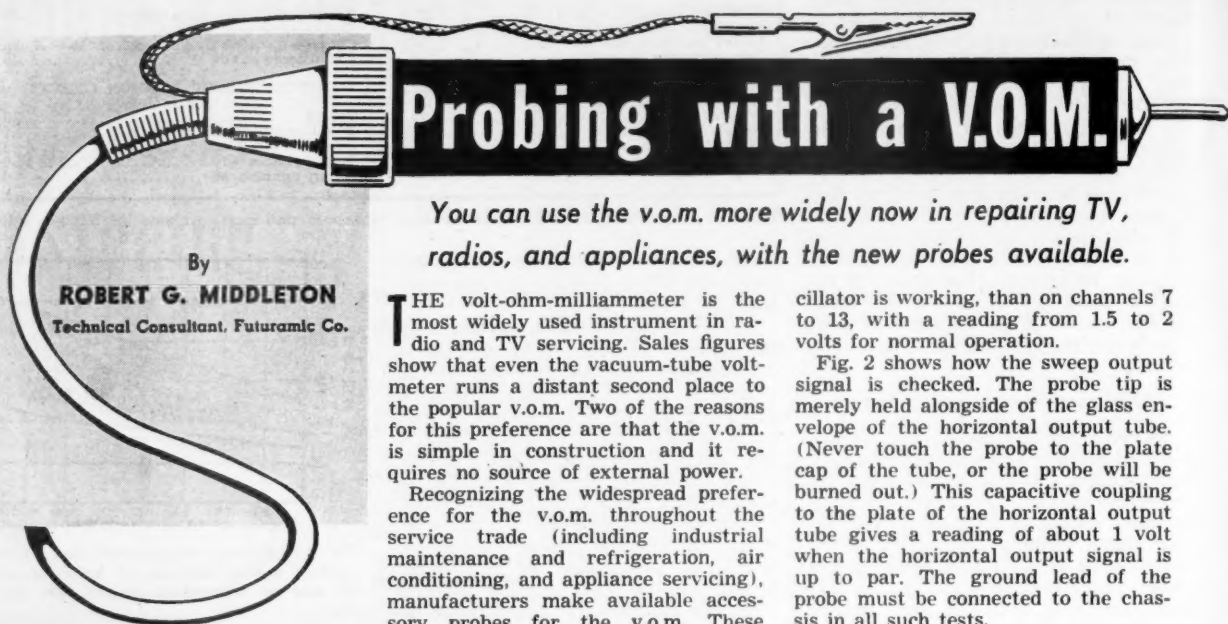 Probing with a V.O.M.
You can use the v.o.m. more widely now in repairing TV,
radios, and appliances, with the new probes available.
By
ROBERT G. MIDDLETON
Technical Consultant, Futuramic Co.
THE volt-ohm-milliammeter is the
most widely used instrument in ra-
dio and TV servicing. Sales figures
show that even the vacuum-tube volt-
meter runs a distant second place to
the popular v.o.m. Two of the reasons
for this preference are that the v.o.m.
is simple in construction and it re-
quires no source of external power.
Recognizing the widespread prefer-
ence for the v.o.m. throughout the
service trade (including industrial
maintenance and refrigeration, air
conditioning, and appliance servicing),
manufacturers make available acces-
sory probes for the v.o.m. These
cillator is working, than on channels 7
to 13, with a reading from 1.5 to 2
volts for normal operation.
Fig. 2 shows how the sweep output
signal is checked. The probe tip is
merely held alongside of the glass en-
velope of the horizontal output tube.
(Never touch the probe to the plate
cap of the tube, or the probe will be
burned out.) This capacitive coupling
to the plate of the horizontal output
tube gives a reading of about 1 volt
when the horizontal output signal is
up to par. The ground lead of the
probe must be connected to the chas-
sis in all such tests.